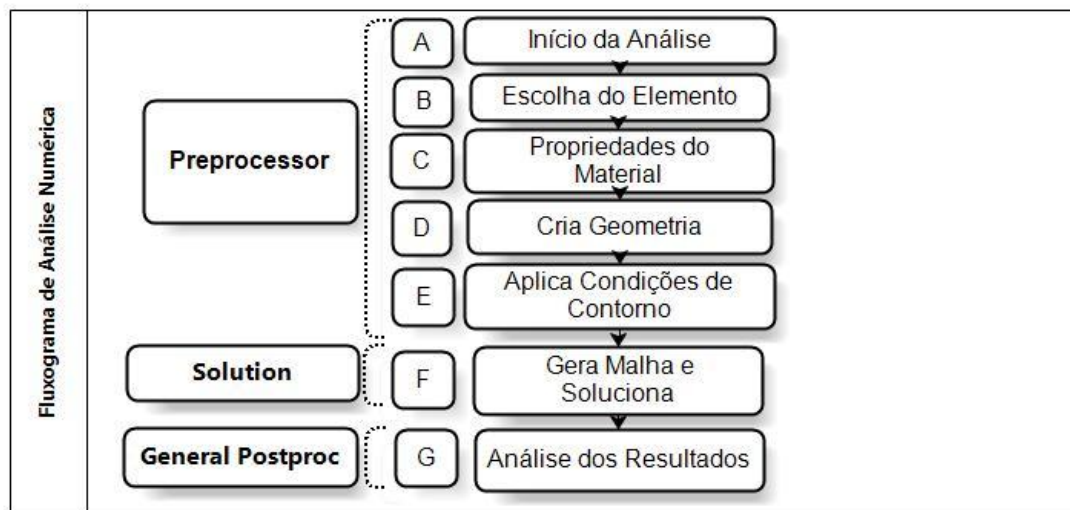 Fluxograma de Análise Numérica
Preprocessor
A
Início da Análise
B
Escolha do Elemento
C
Propriedades do
Material
D
Cria Geometria
E
Aplica Condições de
Contorno
Solution
F
Gera Malha e
Soluciona
General Postproc
G
Análise dos Resultados